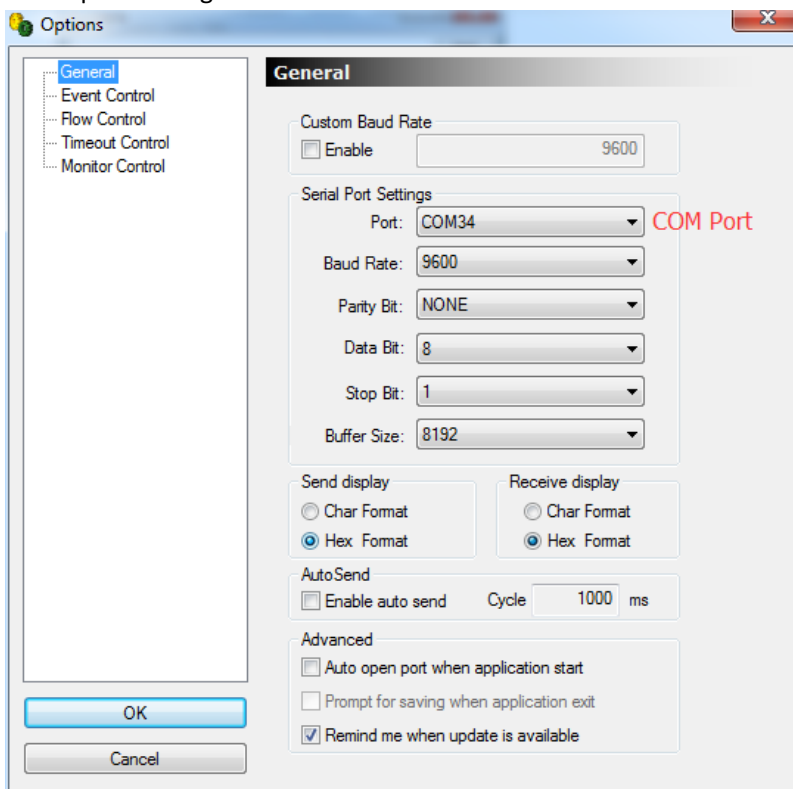 Options
General
Event Control
Flow Control
Timeout Control
Monitor Control
General
Custom Baud Rate
Enable 9600
Serial Port Settings
Port: COM34 COM Port
Baud Rate: 9600
Parity Bit: NONE
Data Bit: 8
Stop Bit: 1
Buffer Size: 8192
Send display Receive display
Char Format Char Format
Hex Format Hex Format
AutoSend
Enable auto send Cycle 1000 ms
Advanced
Auto open port when application start
Prompt for saving when application exit
Remind me when update is available
OK
Cancel